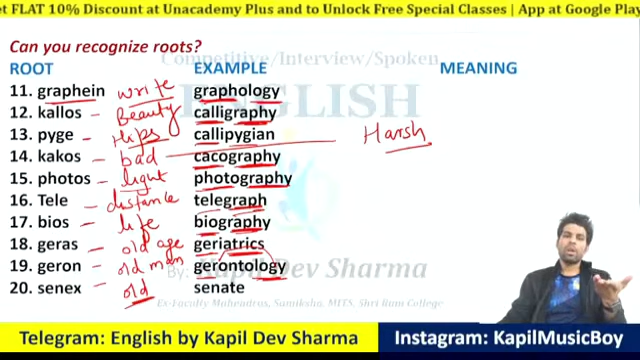 et FLAT 10% Discount at Unacademy Plus and to Unlock Free Special Classes | App at Google Play
Can you recognize roots?
Competitive/Interview/Spoken
ENGLISH
ROOT EXAMPLE MEANING
11. graphein write graphology
12. kallos - Beauty calligraphy
13. pyge - Hips callipygian Harsh
14. kakos - bad cacography
15. photos - light photography
16. Tele - distance telegraph
17. bios - life biography
18. geras - old age geriatrics
19. geron - old man gerontology
20. senex - old senate
By: Kapil Dev Sharma
Ex-Faculty Mahendras, Samiksha, MITS, Shri Ram College
Telegram: English by Kapil Dev Sharma
Instagram: KapilMusicBoy